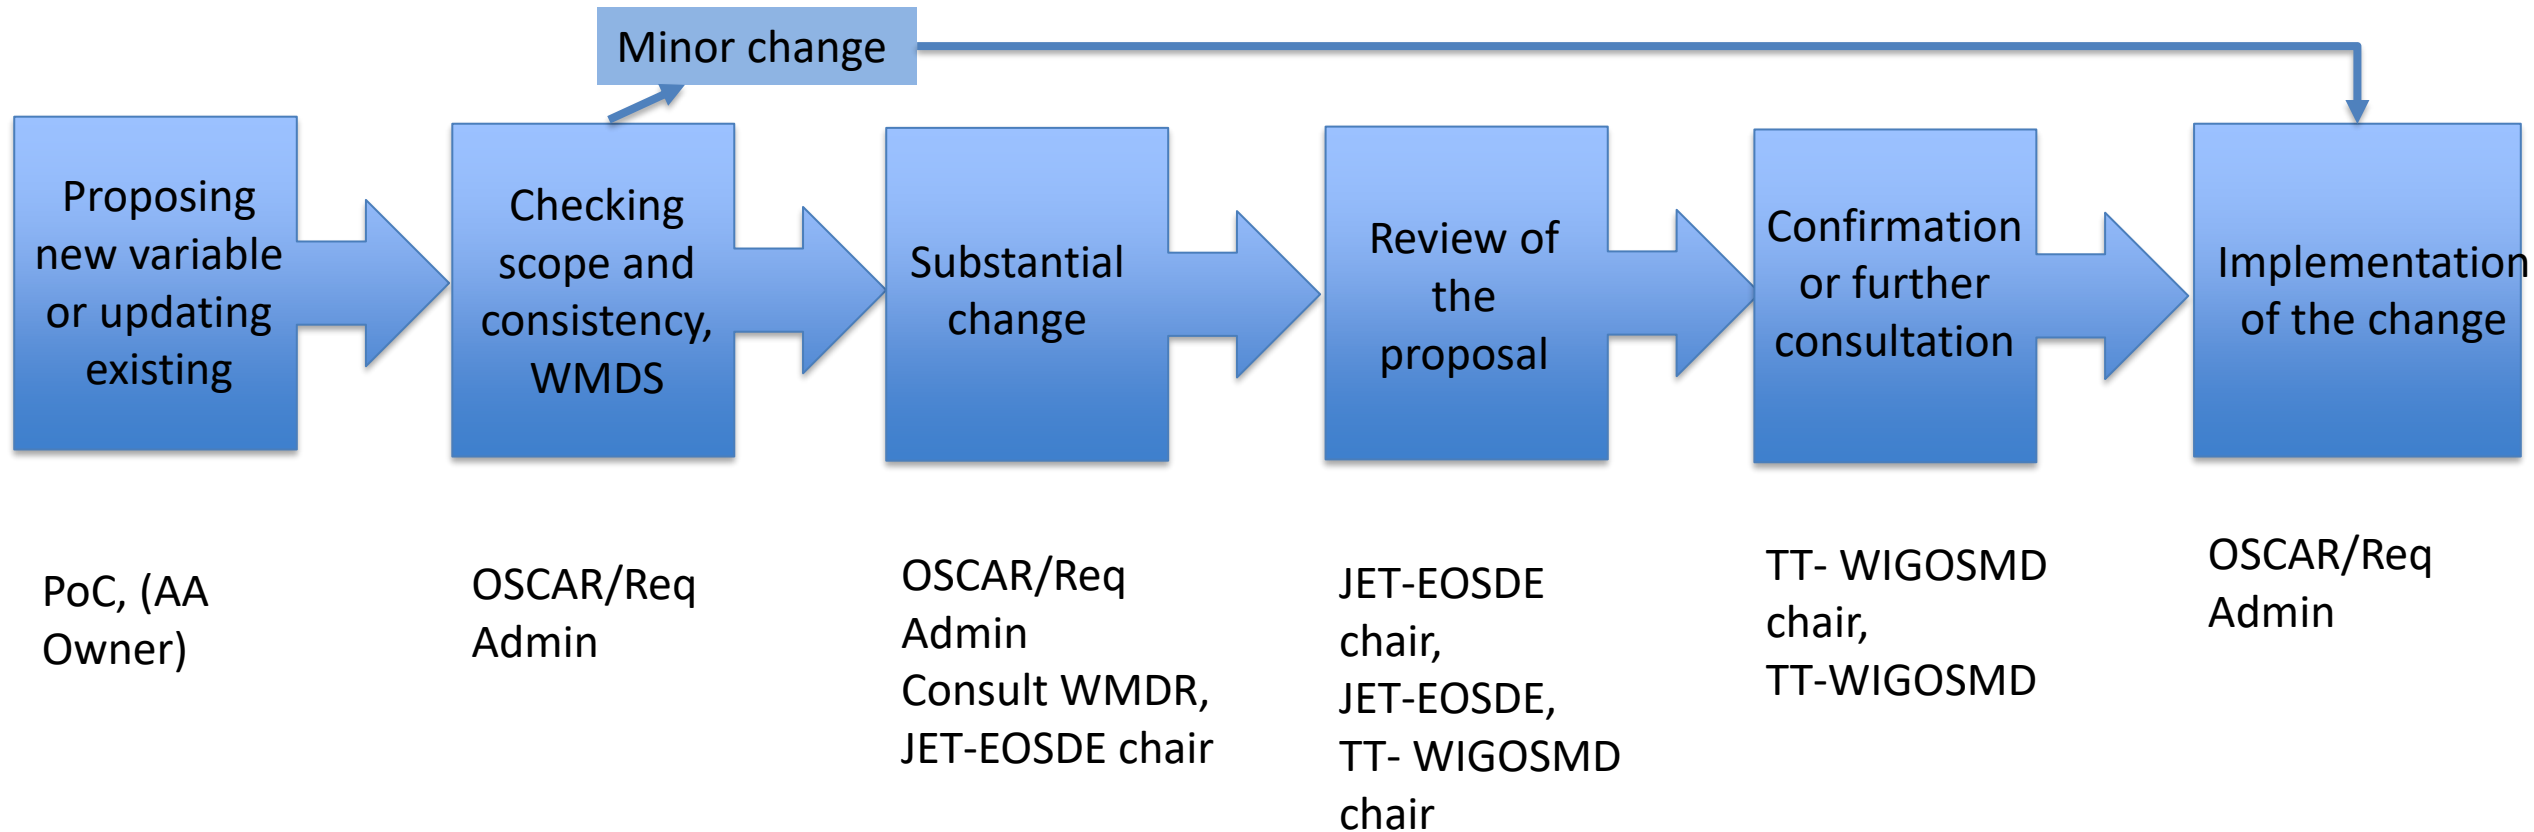 Minor change
Proposing
new variable
or updating
existing
Checking
scope and
consistency,
WMDS
Substantial
change
Review of
the
proposal
Confirmation
or further
consultation
Implementation
of the change
PoC, (AA
Owner)
OSCAR/Req
Admin
OSCAR/Req
Admin
Consult WMDR,
JET-EOSDE chair
JET-EOSDE
chair,
JET-EOSDE,
TT- WIGOSMD
chair
TT- WIGOSMD
chair,
TT-WIGOSMD
OSCAR/Req
Admin